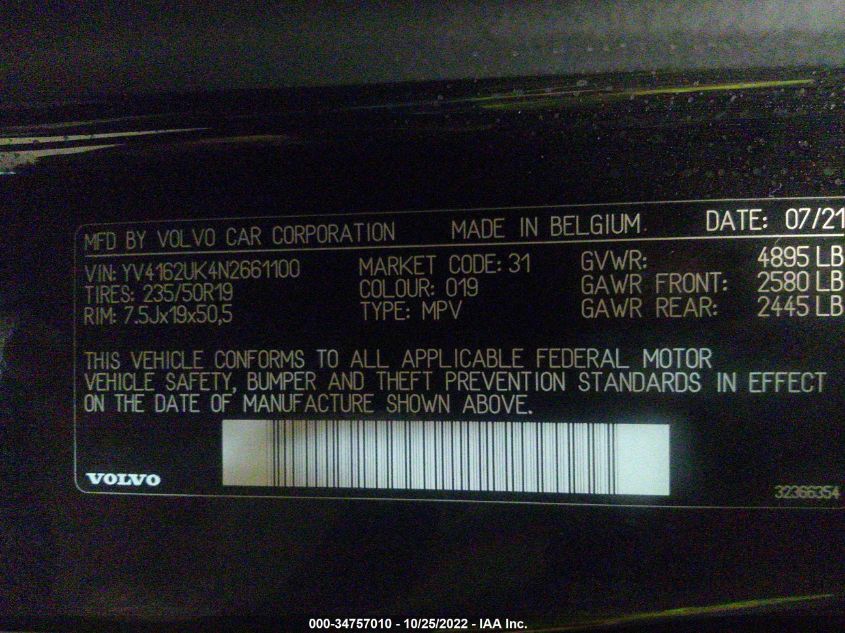 MFD BY VOLVO CAR CORPORATION MADE IN BELGIUM. DATE: 07/21
VIN: YV4162UK4N2661100 MARKET CODE: 31 GVWR: 4895 LB
TIRES: 235/50R19 COLOUR: 019 GAWR FRONT: 2580 LB
RIM: 7.5Jx19x50,5 TYPE: MPV GAWR REAR: 2445 LB
THIS VEHICLE CONFORMS TO ALL APPLICABLE FEDERAL MOTOR
VEHICLE SAFETY, BUMPER AND THEFT PREVENTION STANDARDS IN EFFECT
ON THE DATE OF MANUFACTURE SHOWN ABOVE.
VOLVO
32366354
000-34757010 - 10/25/2022 - IAA Inc.